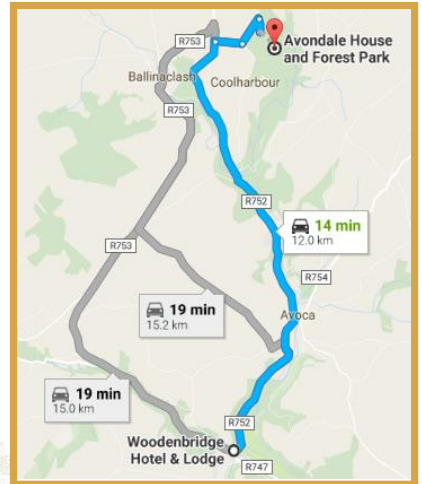 R753
Avondale House
and Forest Park
Ballinaclash
Coolharbour
R753
R752
14 min
12.0 km
R753
R754
19 min
15.2 km
Avoca
19 min
15.0 km
R752
Woodenbridge
Hotel & Lodge
R747